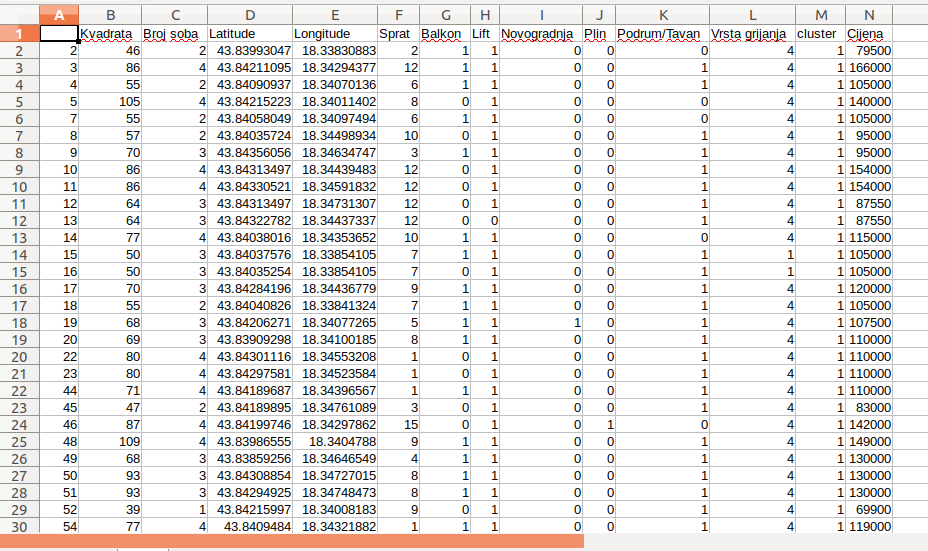 A B C D E F G H I J K L M N
1 Kvadrata Broj soba Latitude Longitude Sprat Balkon Lift Novogradnja Plin Podrum/Tavan Vrsta grijanja cluster Cijena
2 2 46 2 43.83993047 18.33830883 2 1 1 0 0 0 4 1 79500
3 3 86 4 43.84211095 18.34294377 12 1 1 0 0 1 4 1 166000
4 4 55 2 43.84090937 18.34070136 6 1 1 0 0 1 4 1 105000
5 5 105 4 43.84215223 18.34011402 8 0 1 0 0 0 4 1 140000
6 7 55 2 43.84058049 18.34097494 6 1 1 0 0 0 4 1 105000
7 8 57 2 43.84035724 18.34498934 10 0 1 0 0 1 4 1 95000
8 9 70 3 43.84356056 18.34634747 3 1 1 0 0 1 4 1 95000
9 10 86 4 43.84313497 18.34439483 12 0 1 0 0 1 4 1 154000
10 11 86 4 43.84330521 18.34591832 12 0 1 0 0 1 4 1 154000
11 12 64 3 43.84313497 18.34731307 12 0 1 0 0 1 4 1 87550
12 13 64 3 43.84322782 18.34437337 12 0 0 0 0 1 4 1 87550
13 14 77 4 43.84038016 18.34353652 10 1 1 0 0 0 4 1 115000
14 15 50 3 43.84037576 18.33854105 7 1 1 0 0 1 1 1 105000
15 16 50 3 43.84035254 18.33854105 7 0 1 0 0 1 1 1 105000
16 17 70 3 43.84284196 18.34436779 9 1 1 0 0 1 4 1 120000
17 18 55 2 43.84040826 18.33841324 7 1 1 0 0 1 4 1 105000
18 19 68 3 43.84206271 18.34077265 5 1 1 1 0 1 4 1 107500
19 20 69 3 43.83909298 18.34100185 8 1 1 0 0 1 4 1 110000
20 22 80 4 43.84301116 18.34553208 1 0 1 0 0 1 4 1 110000
21 23 80 4 43.84297581 18.34523584 1 0 1 0 0 1 4 1 110000
22 44 71 4 43.84189687 18.34396567 1 1 1 0 0 1 4 1 110000
23 45 47 2 43.84189895 18.34761089 3 0 1 0 0 1 4 1 83000
24 46 87 4 43.84199746 18.34297862 15 0 1 0 1 0 4 1 142000
25 48 109 4 43.83986555 18.3404788 9 1 1 0 0 1 4 1 149000
26 49 68 3 43.83859256 18.34646549 4 1 1 0 0 1 4 1 130000
27 50 93 3 43.84308854 18.34727015 8 1 1 0 0 1 4 1 130000
28 51 93 3 43.84294925 18.34748473 8 1 1 0 0 1 4 1 130000
29 52 39 1 43.84215997 18.34008183 9 0 1 0 0 1 4 1 69900
30 54 77 4 43.8409484 18.34321882 1 1 1 0 0 1 4 1 119000